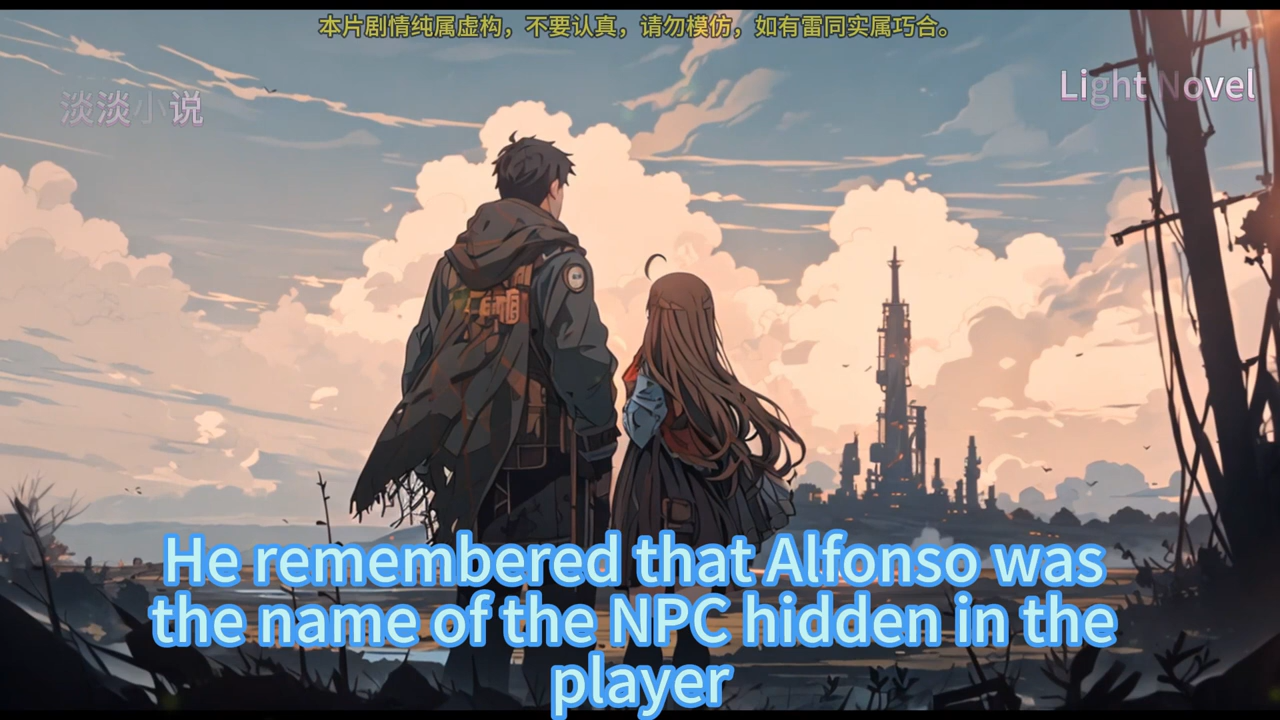 本片剧情纯属虚构，不要认真，请勿模仿，如有雷同实属巧合。
淡淡小说
Light Novel
He remembered that Alfonso was
the name of the NPC hidden in the
player